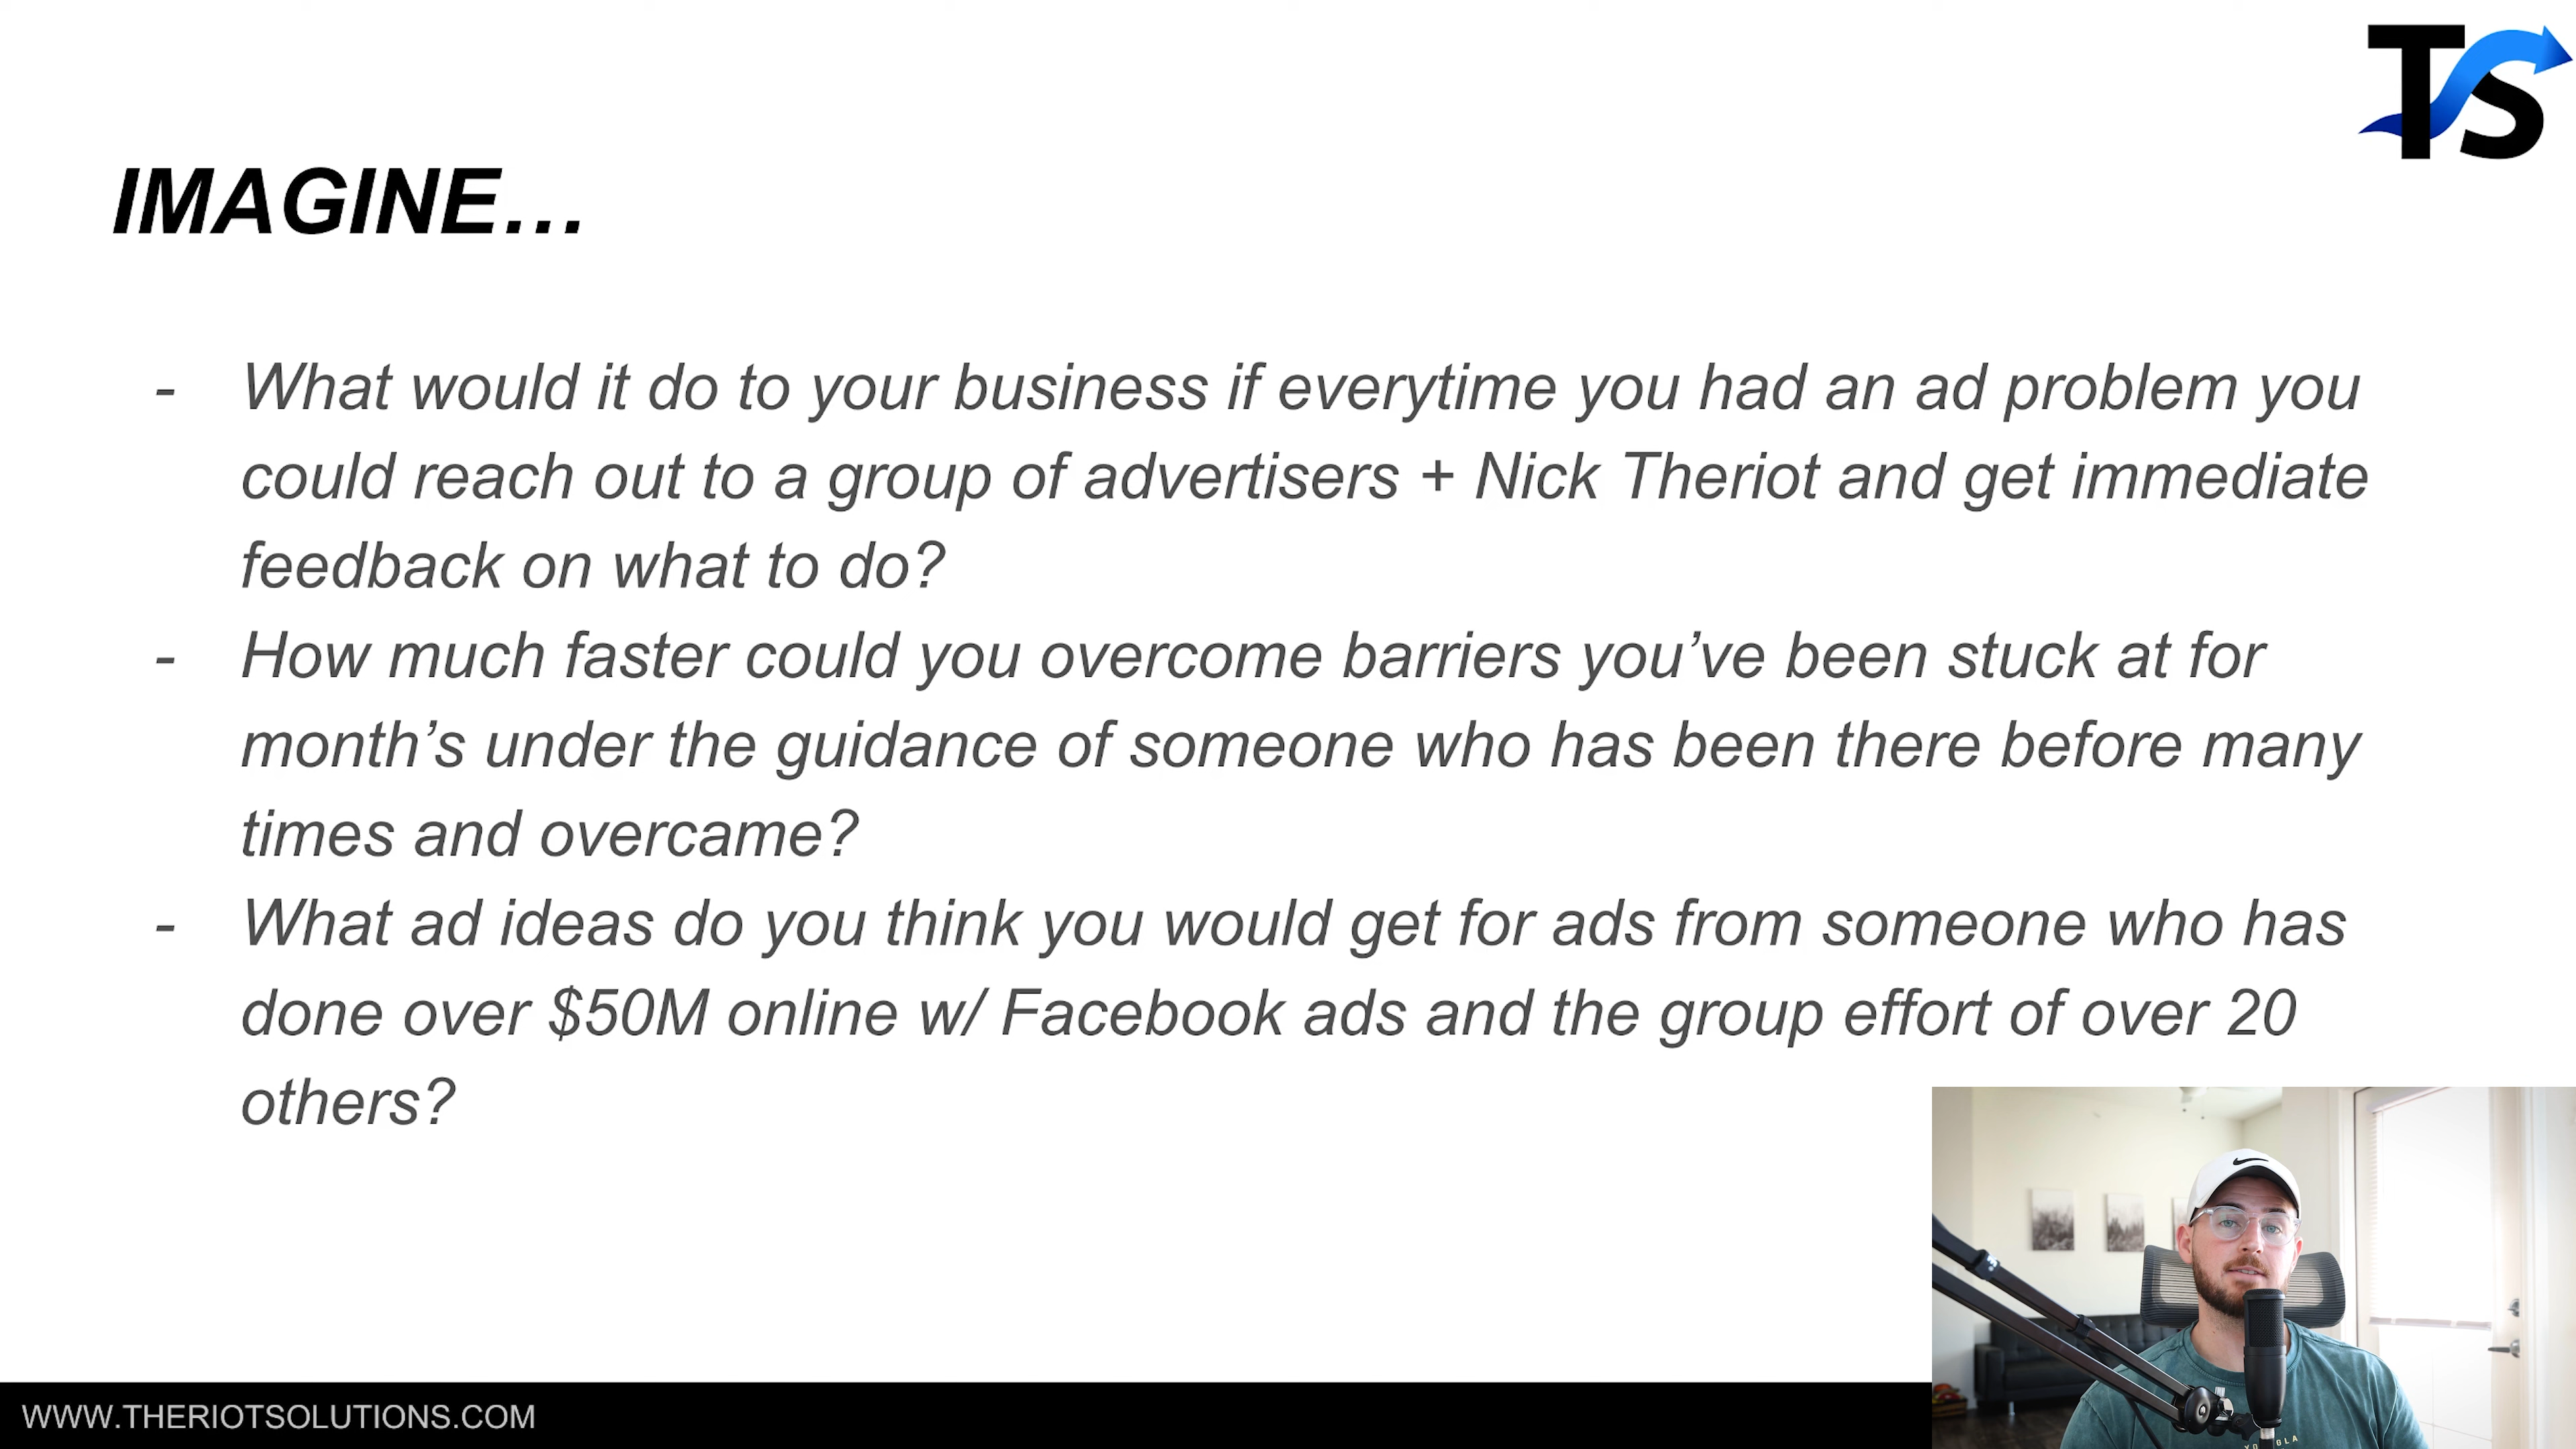 TS
IMAGINE…
- What would it do to your business if everytime you had an ad problem you
could reach out to a group of advertisers + Nick Theriot and get immediate
feedback on what to do?
- How much faster could you overcome barriers you’ve been stuck at for
month’s under the guidance of someone who has been there before many
times and overcame?
- What ad ideas do you think you would get for ads from someone who has
done over $50M online w/ Facebook ads and the group effort of over 20
others?
WWW.THERIOTSOLUTIONS.COM